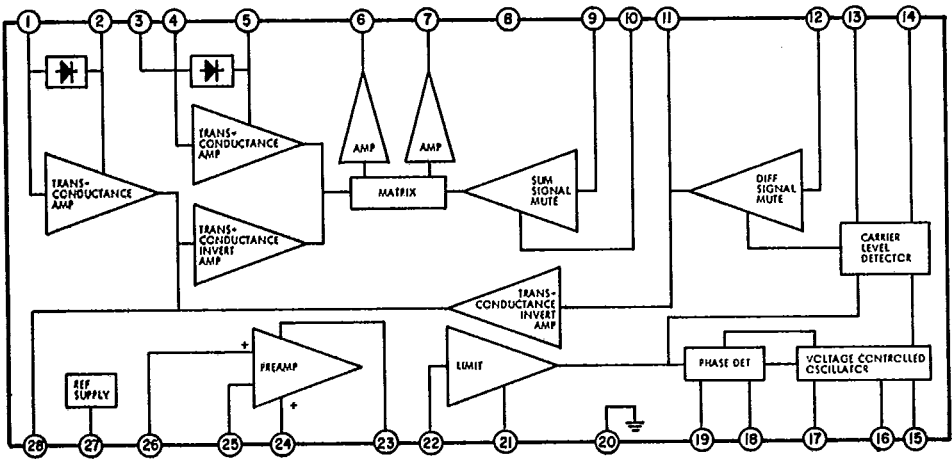 1 2 3 4 5 6 7 8 9 10 11 12 13 14
TRANS-
CONDUCTANCE
AMP
TRANS-
CONDUCTANCE
AMP
TRANS-
CONDUCTANCE
INVERT
AMP
AMP
AMP
MATRIX
SUM
SIGNAL
MUTE
DIFF
SIGNAL
MUTE
CARRIER
LEVEL
DETECTOR
TRANS-
CONDUCTANCE
INVERT
AMP
REF
SUPPLY
+
PREAMP
+
LIMIT
PHASE DET
VOLTAGE CONTROLLED
OSCILLATOR
28 27 26 25 24 23 22 21 20 19 18 17 16 15